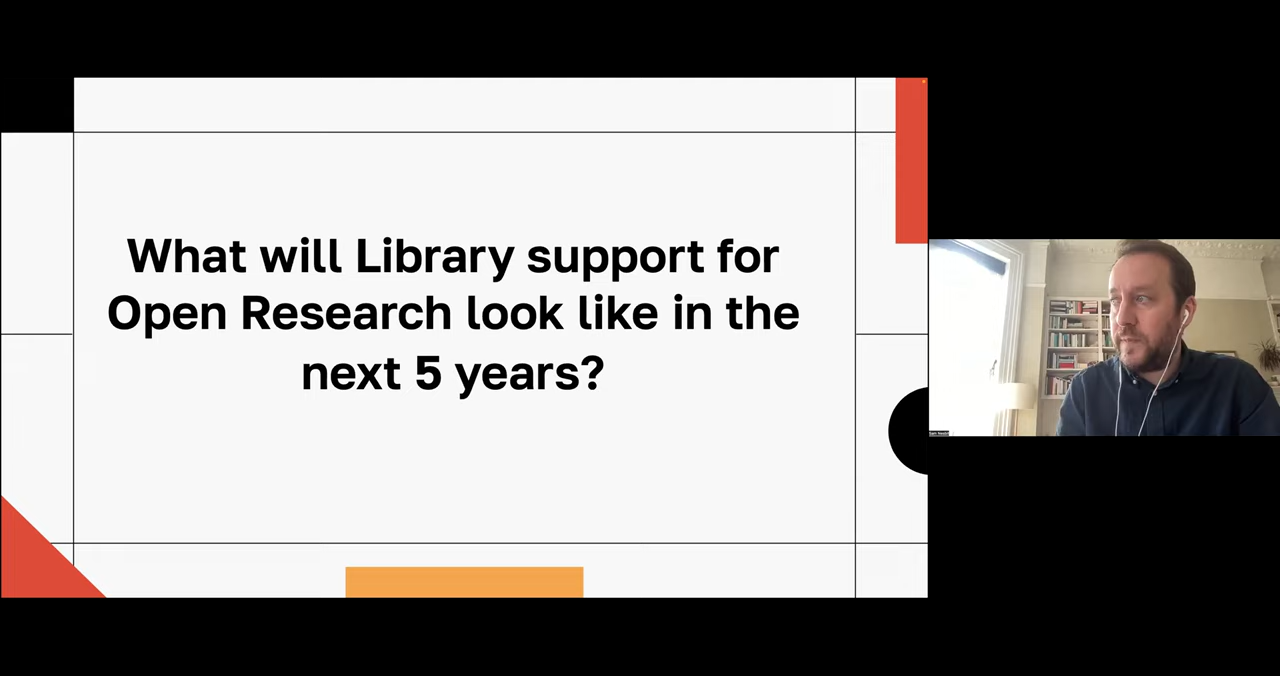 What will Library support for
Open Research look like in the
next 5 years?